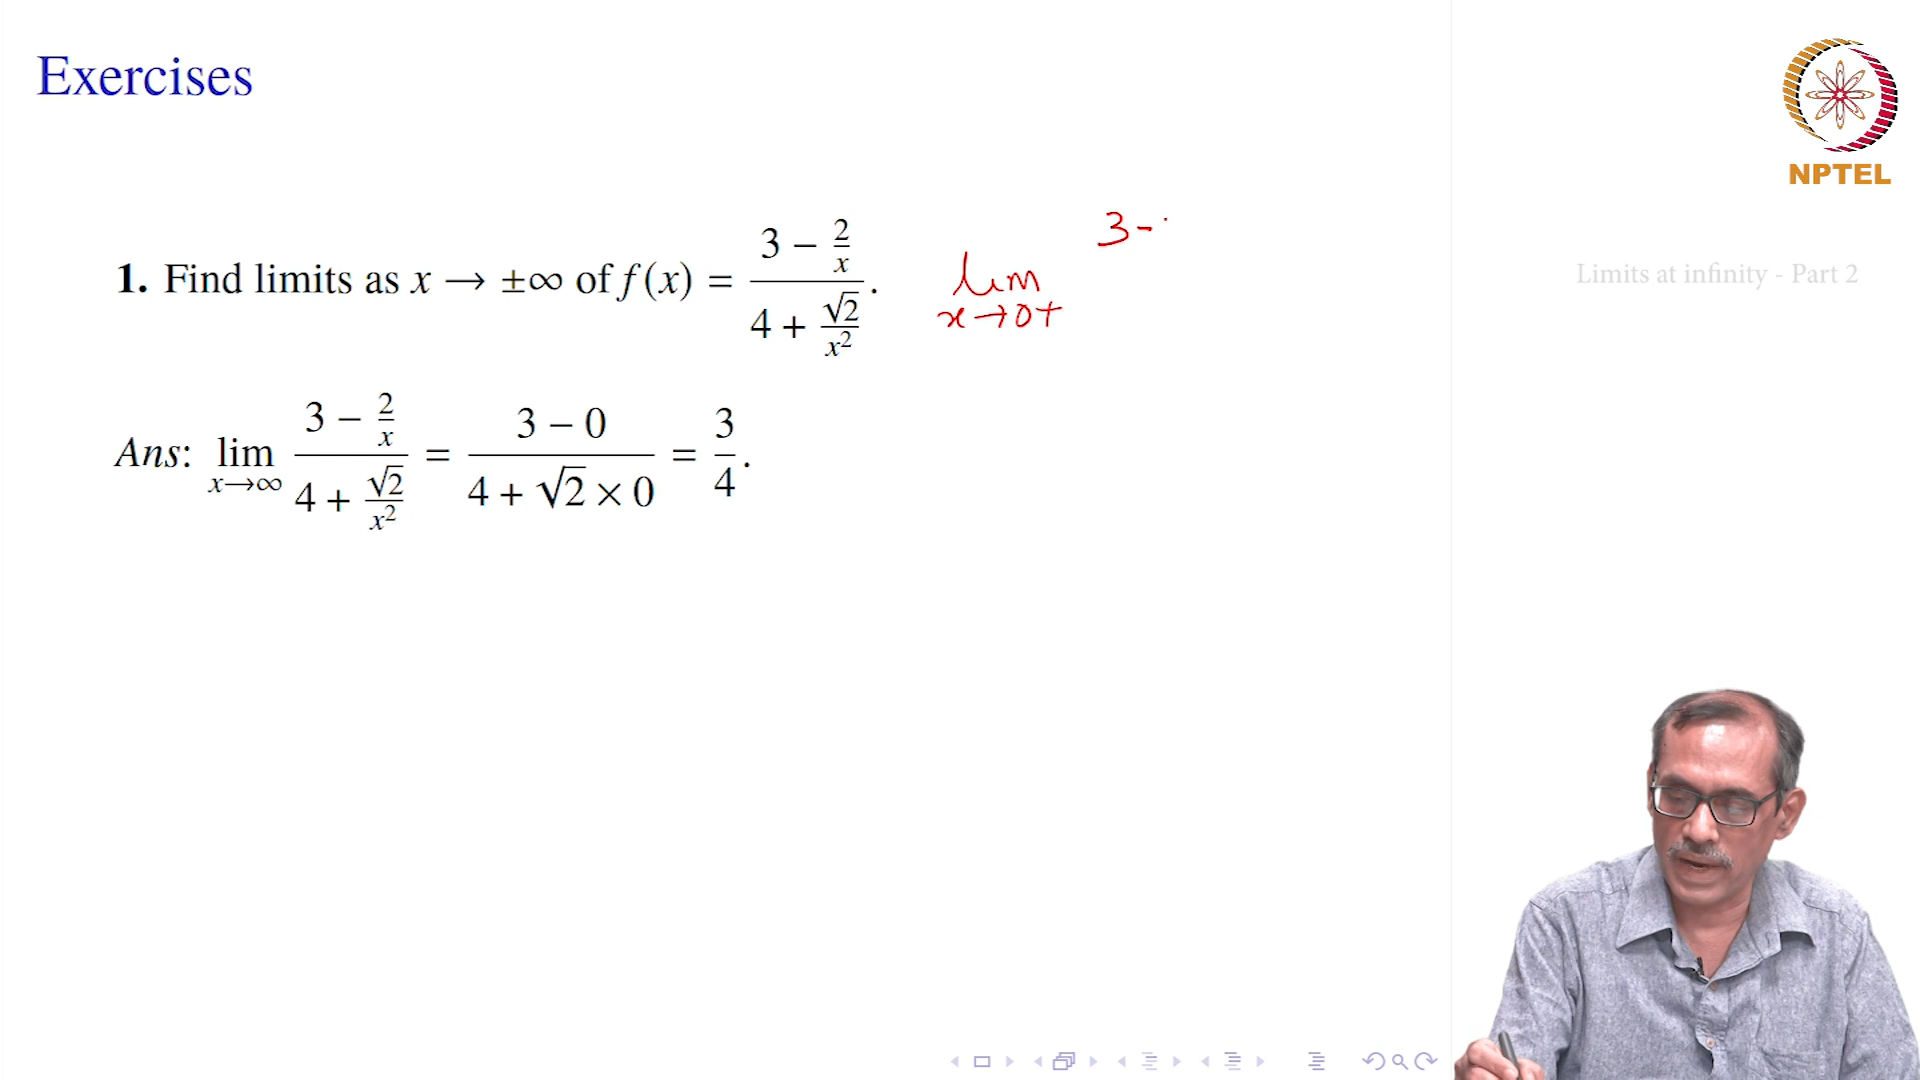 Exercises
NPTEL
Limits at infinity - Part 2
1. Find limits as x → ±∞ of f(x) = (3 − 2/x) / (4 + √2/x²).
lim x→0+ 3-
Ans: lim x→∞ (3 − 2/x) / (4 + √2/x²) = (3 − 0) / (4 + √2 × 0) = 3/4.